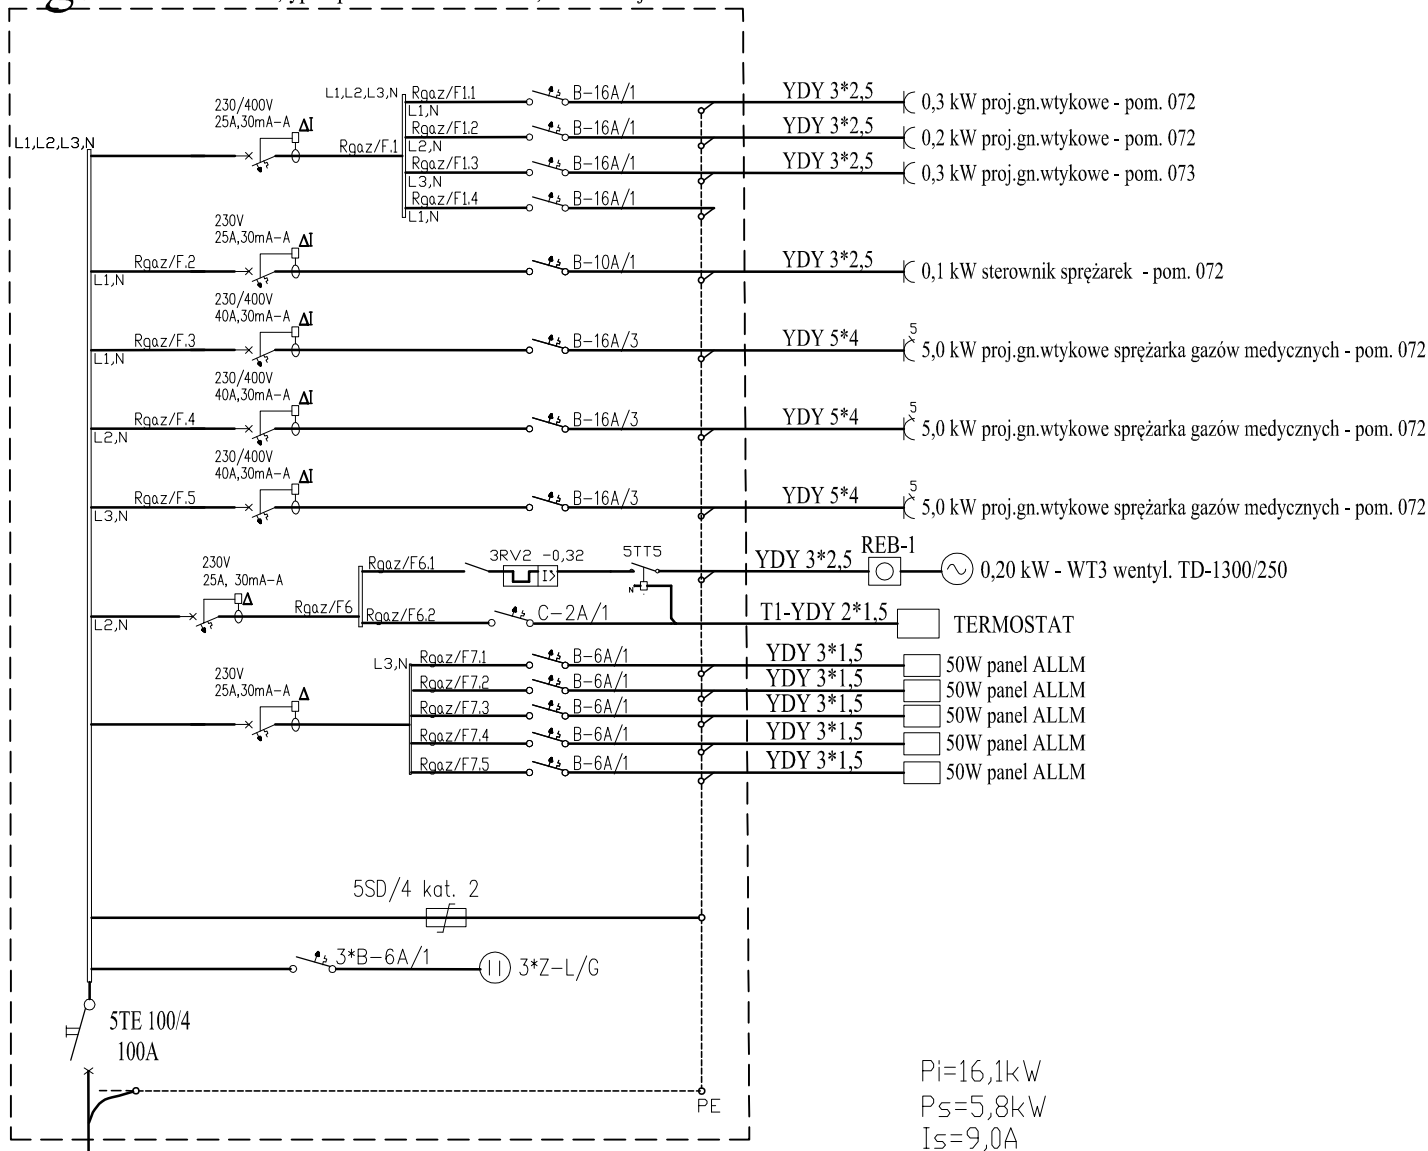 L1,L2,L3,N
230/400V
25A,30mA-A ΔI
Rgaz/F.1
L1,L2,L3,N
Rgaz/F1.1 B-16A/1 YDY 3*2,5 0,3 kW proj.gn.wtykowe - pom. 072
L1,N
Rgaz/F1.2 B-16A/1 YDY 3*2,5 0,2 kW proj.gn.wtykowe - pom. 072
L2,N
Rgaz/F1.3 B-16A/1 YDY 3*2,5 0,3 kW proj.gn.wtykowe - pom. 073
L3,N
Rgaz/F1.4 B-16A/1
L1,N
230V
25A,30mA-A ΔI
Rgaz/F.2 B-10A/1 YDY 3*2,5 0,1 kW sterownik sprężarek - pom. 072
L1,N
230/400V
40A,30mA-A ΔI
5
Rgaz/F.3 B-16A/3 YDY 5*4 5,0 kW proj.gn.wtykowe sprężarka gazów medycznych - pom. 072
L1,N
230/400V
40A,30mA-A ΔI
5
Rgaz/F.4 B-16A/3 YDY 5*4 5,0 kW proj.gn.wtykowe sprężarka gazów medycznych - pom. 072
L2,N
230/400V
40A,30mA-A ΔI
5
Rgaz/F.5 B-16A/3 YDY 5*4 5,0 kW proj.gn.wtykowe sprężarka gazów medycznych - pom. 072
L3,N
230V
25A, 30mA-A
Δ
Rgaz/F6
L2,N
Rgaz/F6.1 3RV2 -0,32 I> 5TT5 N YDY 3*2,5 REB-1 0,20 kW - WT3 wentyl. TD-1300/250
Rgaz/F6.2 C-2A/1 T1-YDY 2*1,5 TERMOSTAT
230V
25A,30mA-A Δ
L3,N
Rgaz/F7.1 B-6A/1 YDY 3*1,5 50W panel ALLM
Rgaz/F7.2 B-6A/1 YDY 3*1,5 50W panel ALLM
Rgaz/F7.3 B-6A/1 YDY 3*1,5 50W panel ALLM
Rgaz/F7.4 B-6A/1 YDY 3*1,5 50W panel ALLM
Rgaz/F7.5 B-6A/1 YDY 3*1,5 50W panel ALLM
5SD/4 kat. 2
3*B-6A/1 3*Z-L/G
5TE 100/4
100A
PE
Pi=16,1kW
Ps=5,8kW
Is=9,0A